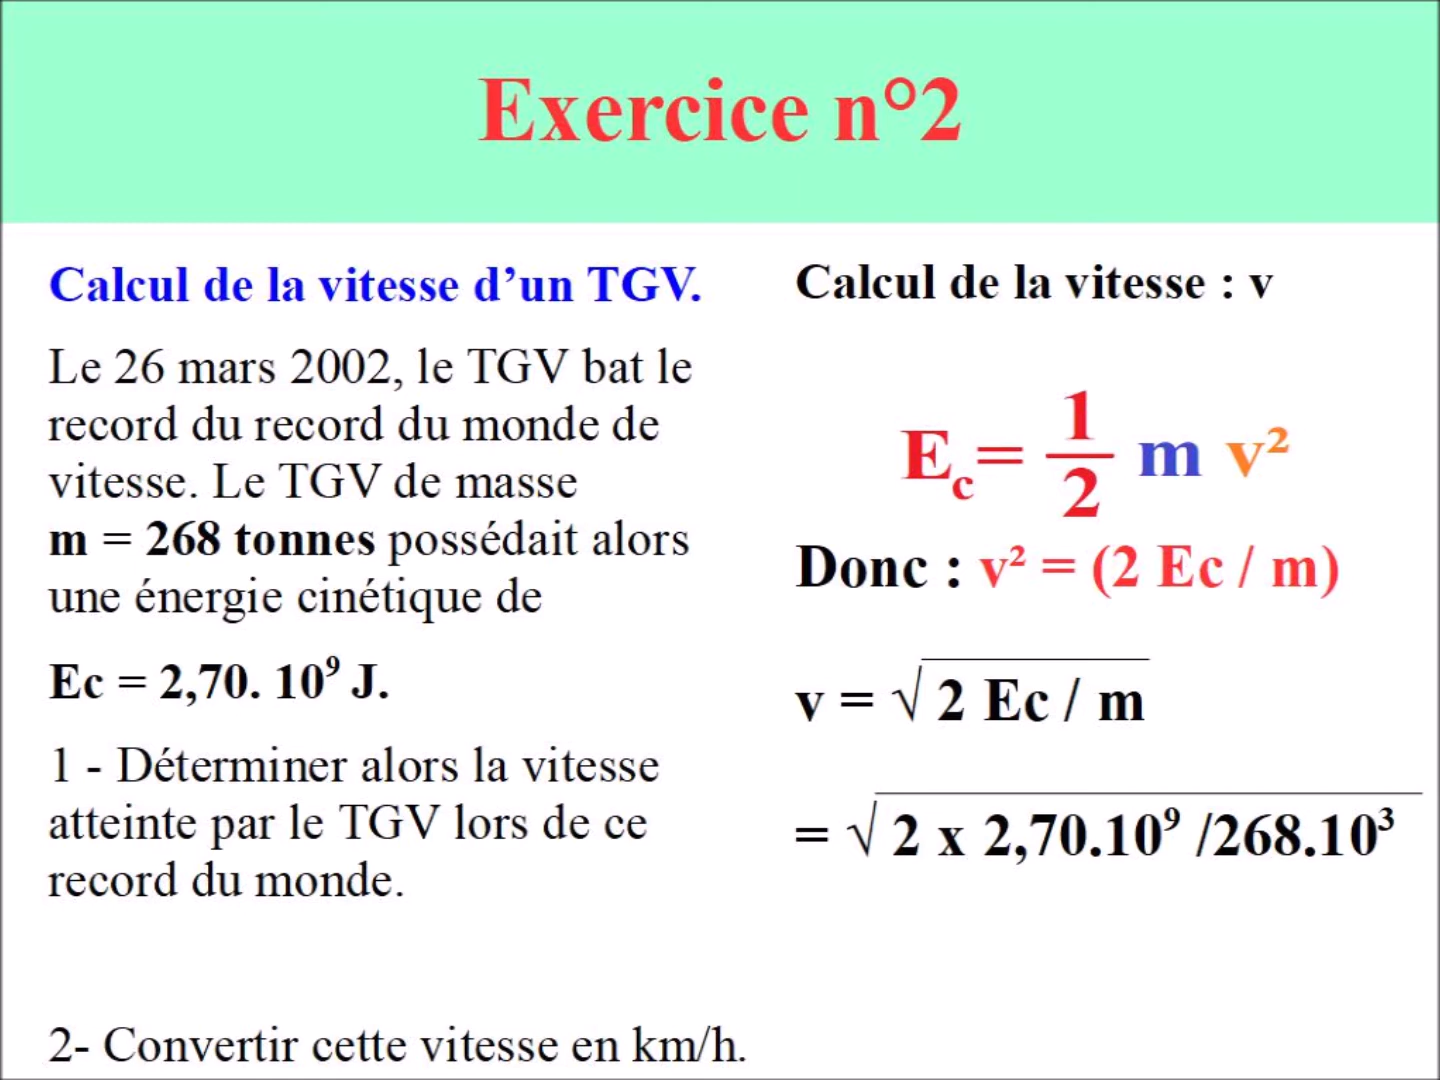 Exercice n°2
Calcul de la vitesse d’un TGV.
Le 26 mars 2002, le TGV bat le
record du record du monde de
vitesse. Le TGV de masse
m = 268 tonnes possédait alors
une énergie cinétique de
Ec = 2,70. 10⁹ J.
1 - Déterminer alors la vitesse
atteinte par le TGV lors de ce
record du monde.
2- Convertir cette vitesse en km/h.
Calcul de la vitesse : v
Ec = 1/2 m v²
Donc : v² = (2 Ec / m)
v = √ 2 Ec / m
= √ 2 x 2,70.10⁹ /268.10³